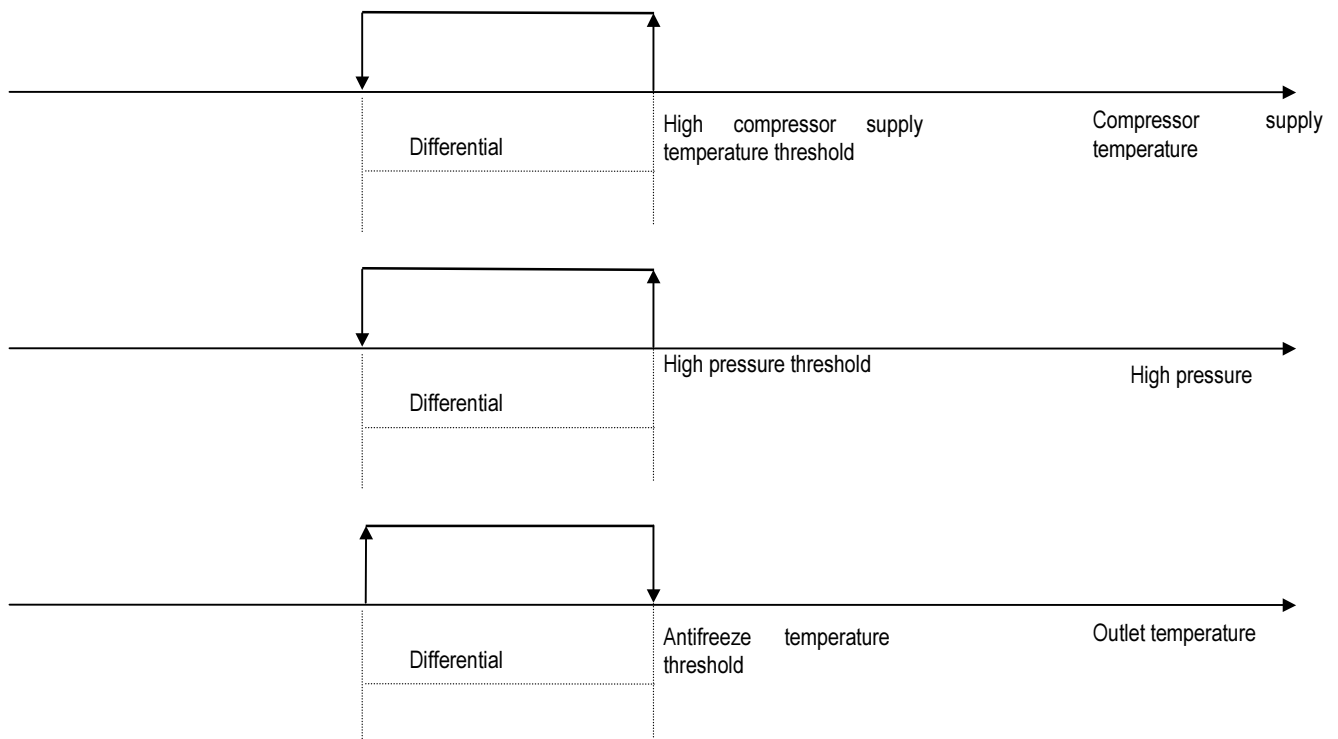 Differential
High compressor supply
temperature threshold
Compressor supply
temperature
Differential
High pressure threshold
High pressure
Differential
Antifreeze temperature
threshold
Outlet temperature